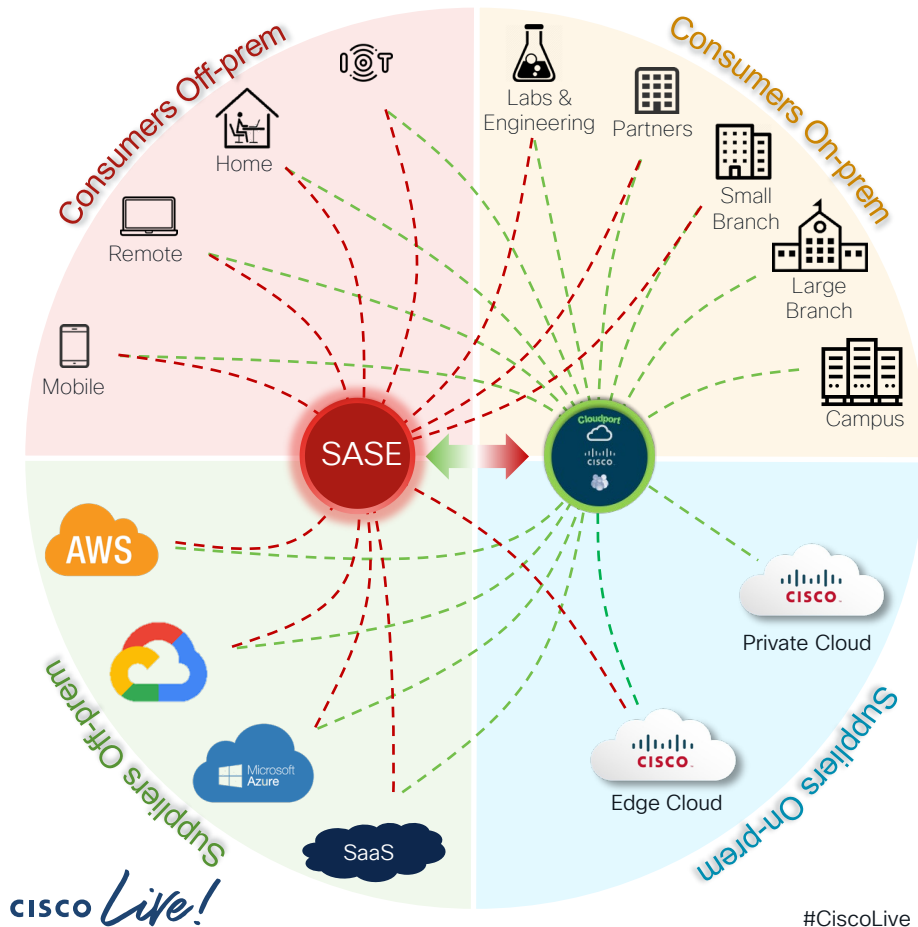 Consumers Off-prem
Consumers On-prem
IOT
Home
Remote
Mobile
Labs &
Engineering
Partners
Small
Branch
Large
Branch
Campus
SASE
Cloudport
CISCO
AWS
Microsoft
Azure
SaaS
Suppliers Off-prem
CISCO
Private Cloud
CISCO
Edge Cloud
Suppliers On-prem
CISCO Live!
#CiscoLive